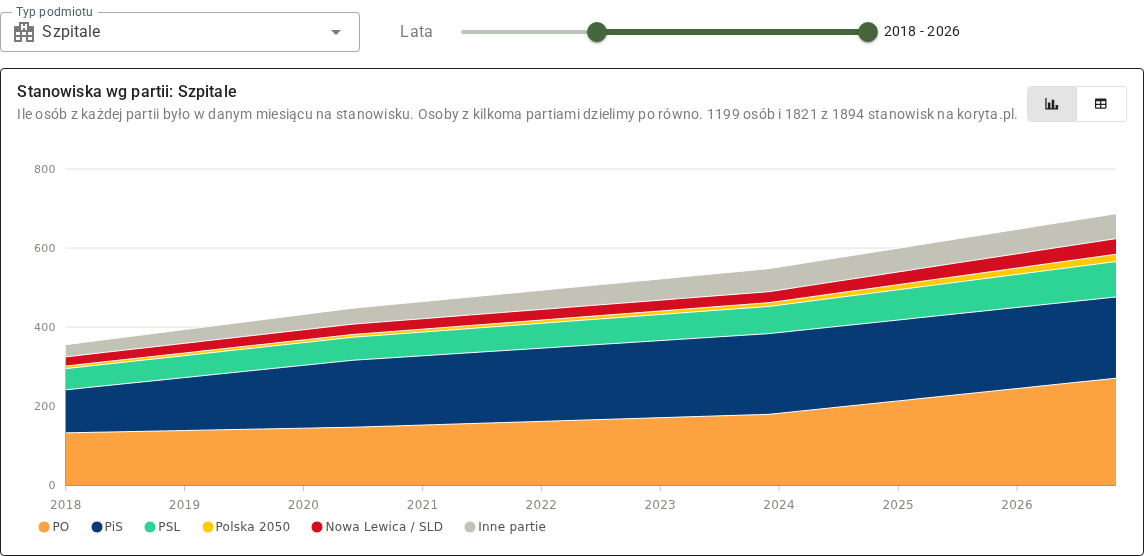 Typ podmiotu
Szpitale
Lata
2018 - 2026
Stanowiska wg partii: Szpitale
Ile osób z każdej partii było w danym miesiącu na stanowisku. Osoby z kilkoma partiami dzielimy po równo. 1199 osób i 1821 z 1894 stanowisk na koryta.pl.
800
600
400
200
0
2018 2019 2020 2021 2022 2023 2024 2025 2026
PO PiS PSL Polska 2050 Nowa Lewica / SLD Inne partie